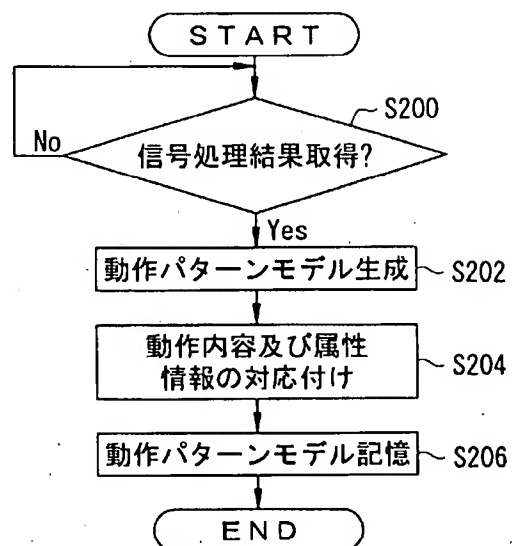 START
S200
No
信号処理結果取得?
Yes
動作パターンモデル生成
S202
動作内容及び属性
情報の対応付け
S204
動作パターンモデル記憶
S206
END